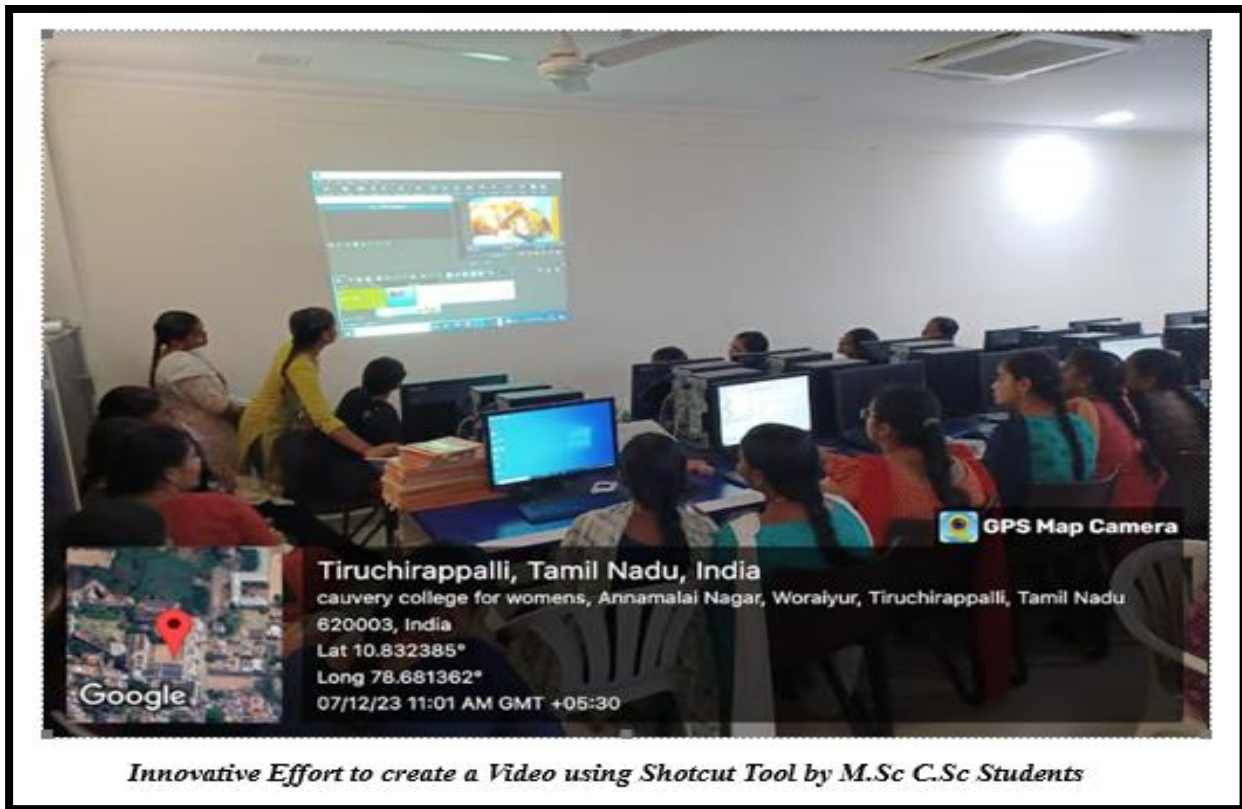 GPS Map Camera
Tiruchirappalli, Tamil Nadu, India
cauvery college for womens, Annamalai Nagar, Woraiyur, Tiruchirappalli, Tamil Nadu
620003, India
Lat 10.832385°
Long 78.681362°
07/12/23 11:01 AM GMT +05:30
Google
Innovative Effort to create a Video using Shotcut Tool by M.Sc C.Sc Students